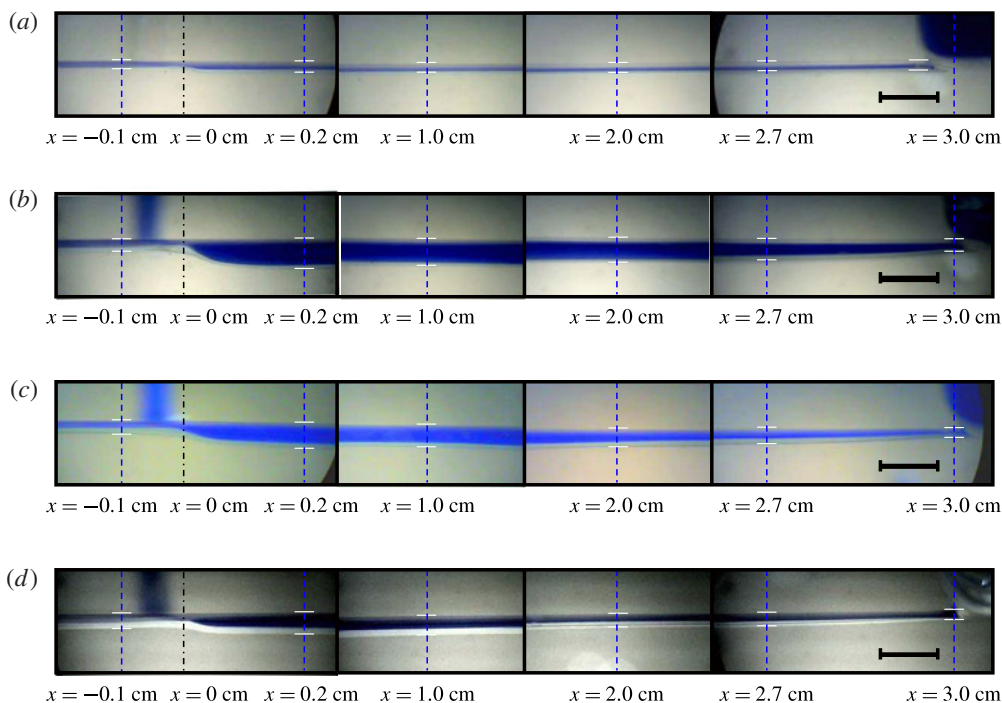 (a)
x = −0.1 cm x = 0 cm x = 0.2 cm x = 1.0 cm x = 2.0 cm x = 2.7 cm x = 3.0 cm
(b)
x = −0.1 cm x = 0 cm x = 0.2 cm x = 1.0 cm x = 2.0 cm x = 2.7 cm x = 3.0 cm
(c)
x = −0.1 cm x = 0 cm x = 0.2 cm x = 1.0 cm x = 2.0 cm x = 2.7 cm x = 3.0 cm
(d)
x = −0.1 cm x = 0 cm x = 0.2 cm x = 1.0 cm x = 2.0 cm x = 2.7 cm x = 3.0 cm